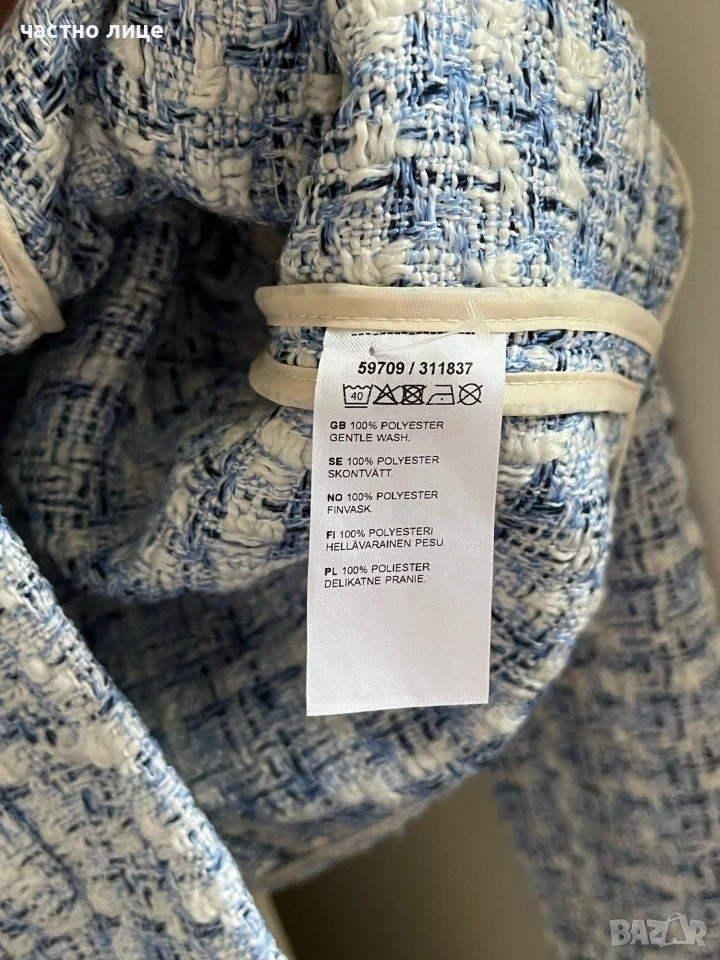 частно лице
59709 / 311837
40
GB 100% POLYESTER
GENTLE WASH.
SE 100% POLYESTER
SKONTVÄTT.
NO 100% POLYESTER
FINVASK.
FI 100% POLYESTERI
HELLÄVARAINEN PESU.
PL 100% POLIESTER
DELIKATNE PRANIE.
BAZAR